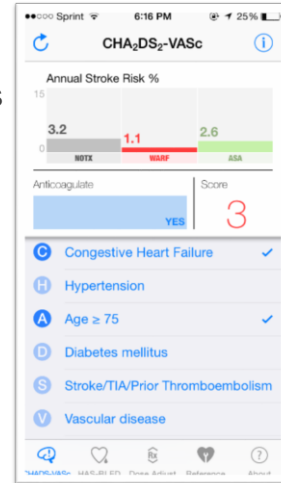 s
●●○○○ Sprint 6:16 PM 25%
CHA₂DS₂-VASc
Annual Stroke Risk %
15
3.2
1.1
2.6
0
NOTX WARF ASA
Anticoagulate
Score
YES
3
C Congestive Heart Failure ✓
H Hypertension
A Age ≥ 75 ✓
D Diabetes mellitus
S Stroke/TIA/Prior Thromboembolism
V Vascular disease
CHADS-VASc HAS-BLED Dose Adjust Reference About